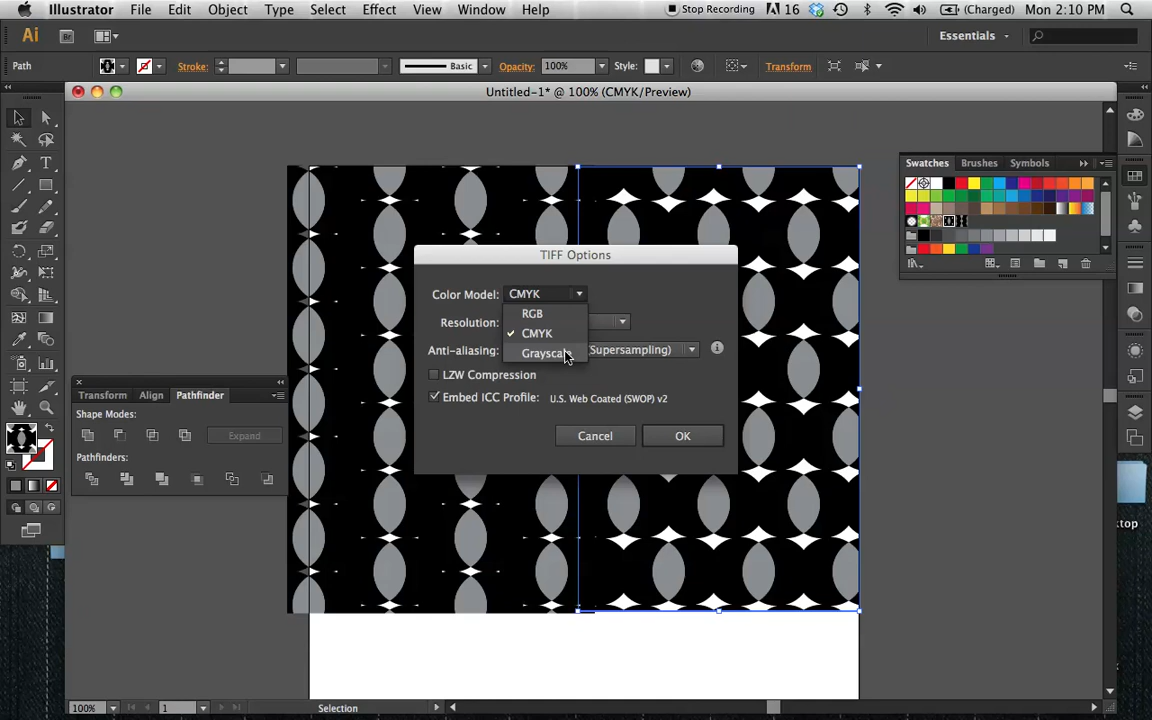 Illustrator File Edit Object Type Select Effect View Window Help Stop Recording 16 (Charged) Mon 2:10 PM
Ai Br Essentials
Path Stroke: Basic Opacity: 100% Style: Transform
Untitled-1* @ 100% (CMYK/Preview)
Swatches Brushes Symbols
TIFF Options
Color Model: CMYK
RGB
Resolution:
CMYK
Anti-aliasing: (Supersampling)
Grayscale
LZW Compression
Embed ICC Profile: U.S. Web Coated (SWOP) v2
Cancel OK
Transform Align Pathfinder
Shape Modes:
Expand
Pathfinders:
ktop
100% 1 Selection